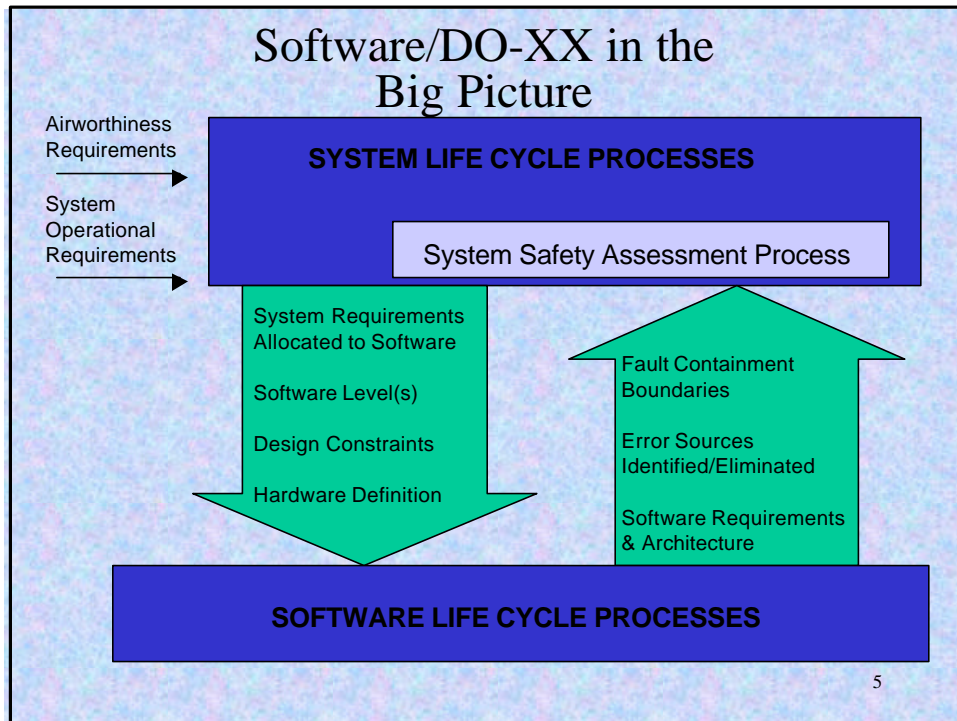 Software/DO-XX in the
Big Picture
Airworthiness
Requirements
System
Operational
Requirements
SYSTEM LIFE CYCLE PROCESSES
System Safety Assessment Process
System Requirements
Allocated to Software
Software Level(s)
Design Constraints
Hardware Definition
Fault Containment
Boundaries
Error Sources
Identified/Eliminated
Software Requirements
& Architecture
SOFTWARE LIFE CYCLE PROCESSES
5